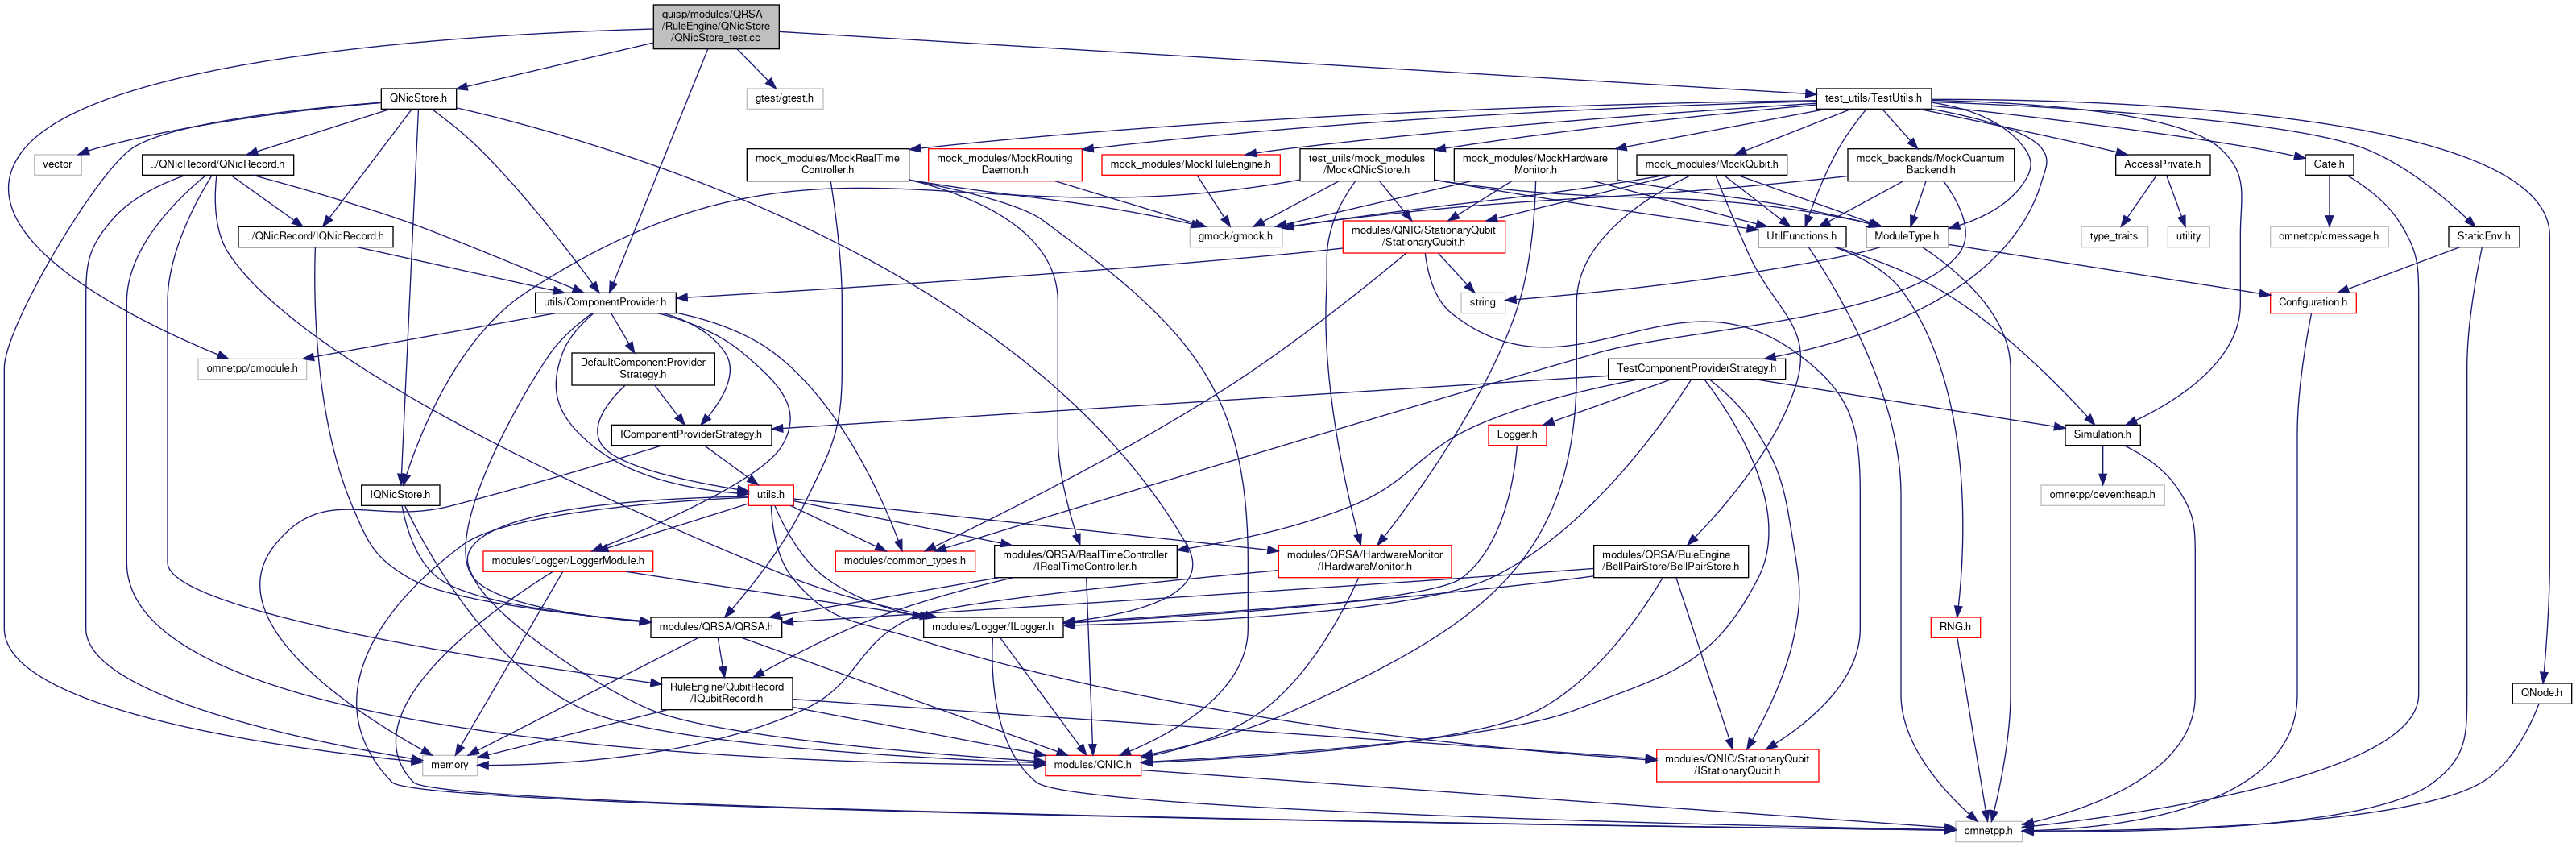 quisp/modules/QRSA
/RuleEngine/QNicStore
/QNicStore_test.cc
QNicStore.h
gtest/gtest.h
test_utils/TestUtils.h
vector
../QNicRecord/QNicRecord.h
mock_modules/MockRealTime
Controller.h
mock_modules/MockRouting
Daemon.h
mock_modules/MockRuleEngine.h
test_utils/mock_modules
/MockQNicStore.h
mock_modules/MockHardware
Monitor.h
mock_modules/MockQubit.h
mock_backends/MockQuantum
Backend.h
AccessPrivate.h
Gate.h
../QNicRecord/IQNicRecord.h
gmock/gmock.h
modules/QNIC/StationaryQubit
/StationaryQubit.h
UtilFunctions.h
ModuleType.h
type_traits
utility
omnetpp/cmessage.h
StaticEnv.h
utils/ComponentProvider.h
string
Configuration.h
omnetpp/cmodule.h
DefaultComponentProvider
Strategy.h
TestComponentProviderStrategy.h
IComponentProviderStrategy.h
Logger.h
Simulation.h
IQNicStore.h
utils.h
omnetpp/ceventheap.h
modules/Logger/LoggerModule.h
modules/common_types.h
modules/QRSA/RealTimeController
/IRealTimeController.h
modules/QRSA/HardwareMonitor
/IHardwareMonitor.h
modules/QRSA/RuleEngine
/BellPairStore/BellPairStore.h
modules/QRSA/QRSA.h
modules/Logger/ILogger.h
RNG.h
RuleEngine/QubitRecord
/IQubitRecord.h
QNode.h
memory
modules/QNIC.h
modules/QNIC/StationaryQubit
/IStationaryQubit.h
omnetpp.h